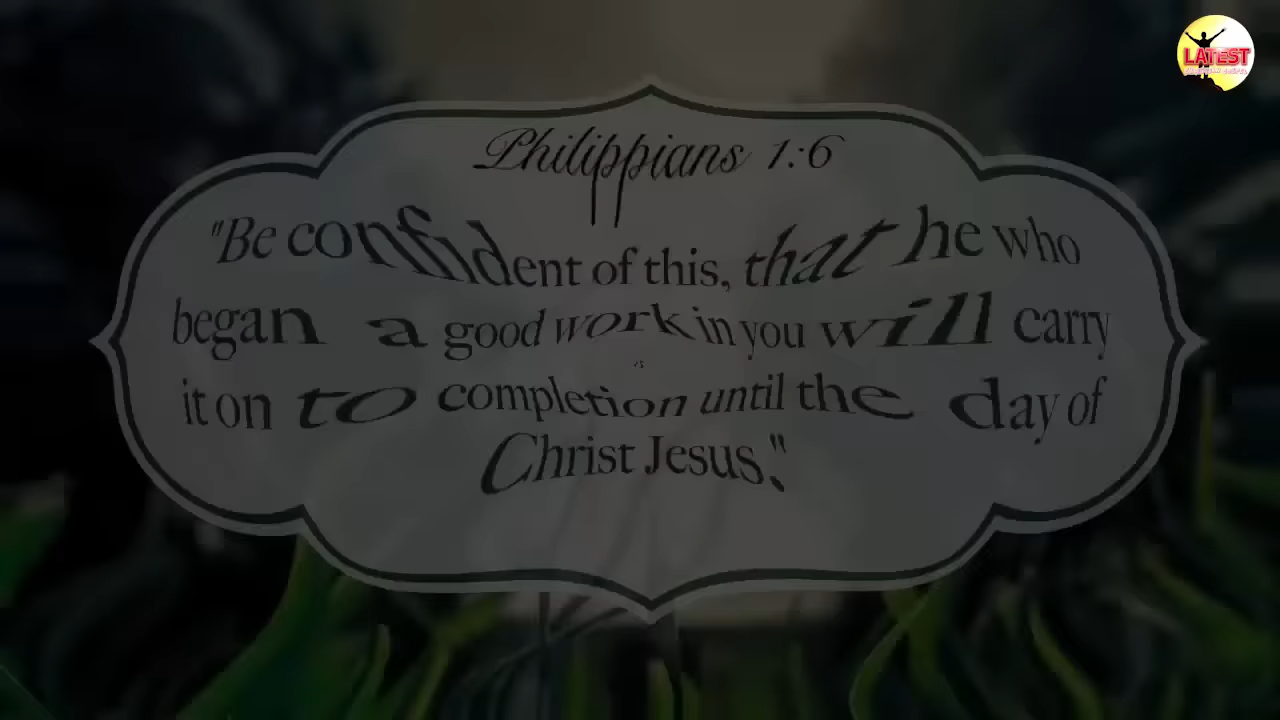 LATEST
Philippians 1:6
"Be confident of this, that he who
began a good work in you will carry
it on to completion until the day of
Christ Jesus."